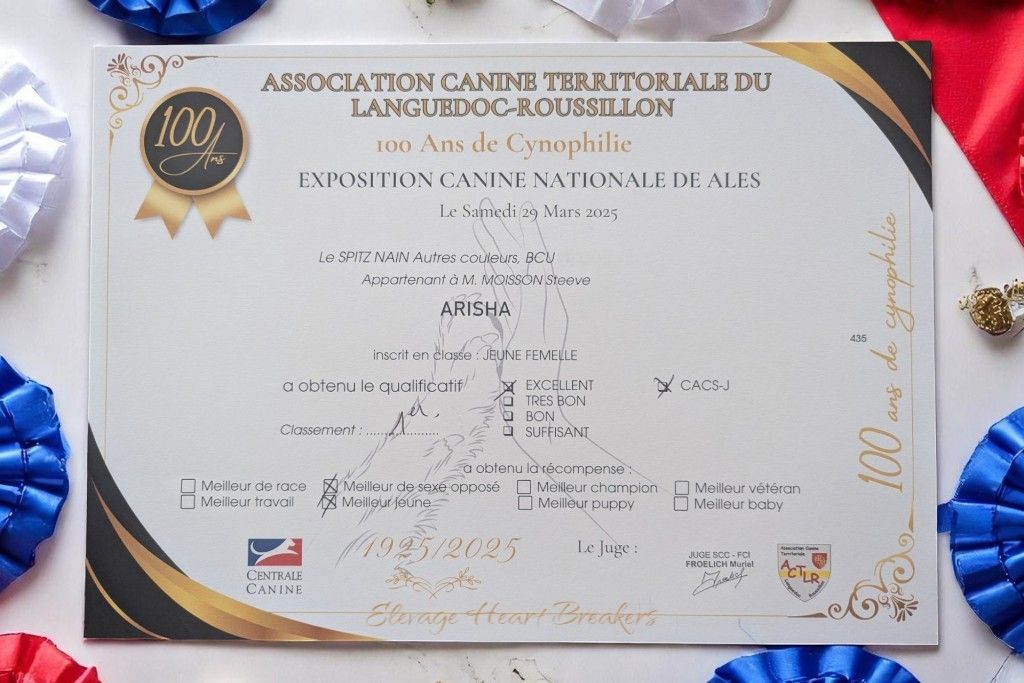 ASSOCIATION CANINE TERRITORIALE DU
LANGUEDOC-ROUSSILLON
100 Ans
100 Ans de Cynophilie
EXPOSITION CANINE NATIONALE DE ALES
Le Samedi 29 Mars 2025
Le SPITZ NAIN Autres couleurs, BCU
Appartenant à M. MOISSON Steeve
ARISHA
435
inscrit en classe : JEUNE FEMELLE
a obtenu le qualificatif
EXCELLENT
CACS-J
TRES BON
BON
SUFFISANT
Classement : 1er.
100 ans de cynophilie
a obtenu la récompense :
Meilleur de race
Meilleur de sexe opposé
Meilleur champion
Meilleur vétéran
Meilleur travail
Meilleur jeune
Meilleur puppy
Meilleur baby
1925/2025
Le Juge :
JUGE SCC - FCI
FROELICH Muriel
CENTRALE
CANINE
Association Canine
Territoriale
ACTLR
Elevage Heart Breakers